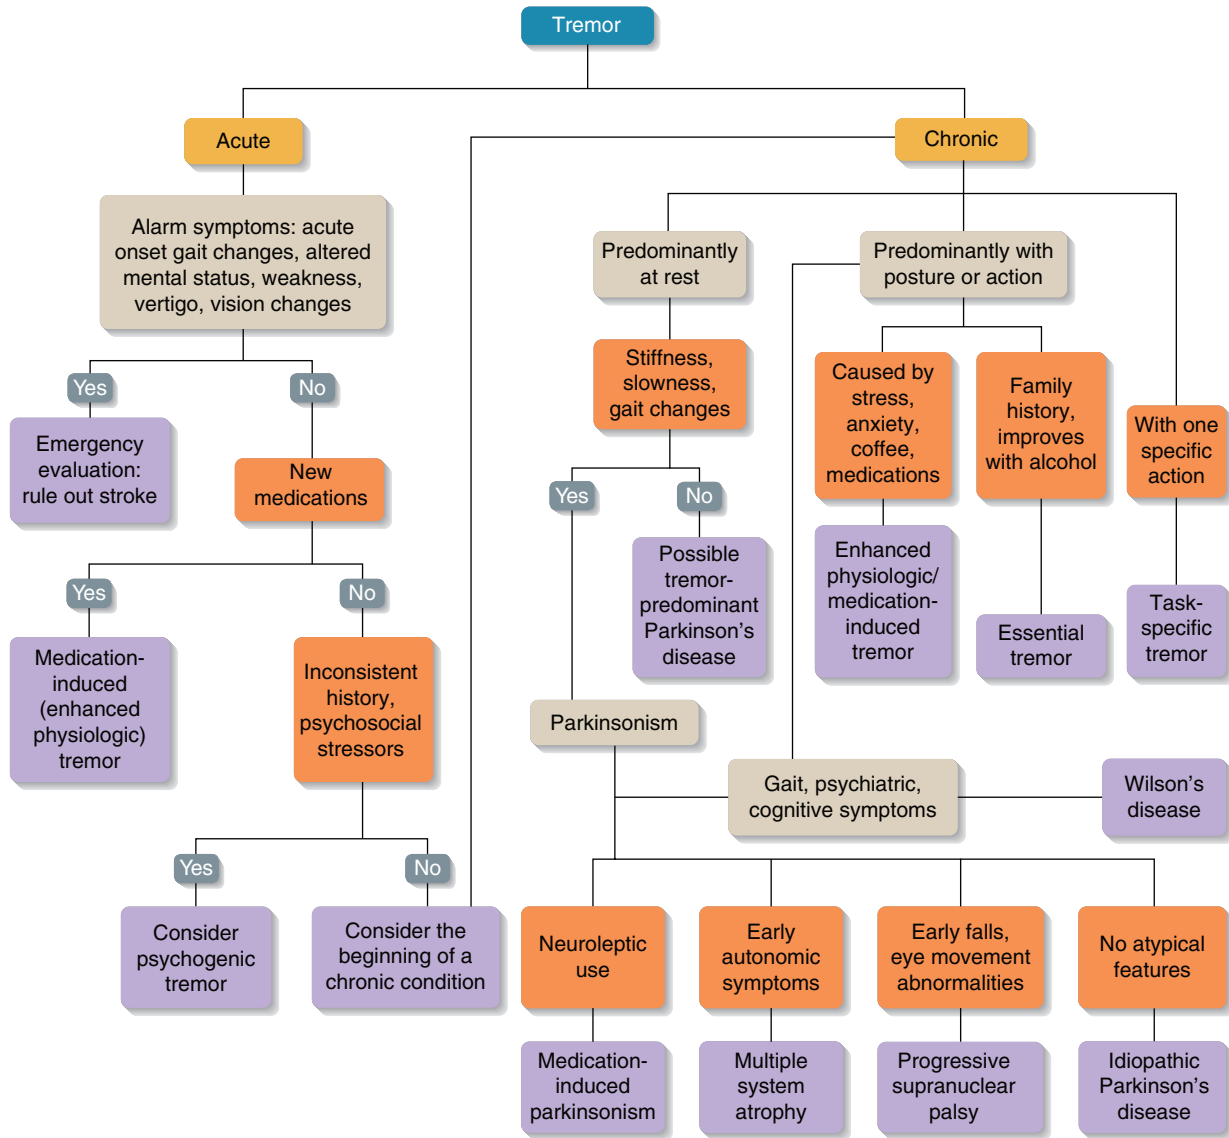 Tremor
Acute
Chronic
Alarm symptoms: acute
onset gait changes, altered
mental status, weakness,
vertigo, vision changes
Predominantly
at rest
Predominantly with
posture or action
Stiffness,
slowness,
gait changes
Caused by
stress,
anxiety,
coffee,
medications
Family
history,
improves
with alcohol
With one
specific
action
Yes
No
Emergency
evaluation:
rule out stroke
New
medications
Yes
No
Possible
tremor-
predominant
Parkinson's
disease
Enhanced
physiologic/
medication-
induced
tremor
Essential
tremor
Task-
specific
tremor
Yes
No
Medication-
induced
(enhanced
physiologic)
tremor
Inconsistent
history,
psychosocial
stressors
Parkinsonism
Gait, psychiatric,
cognitive symptoms
Wilson's
disease
Yes
No
Consider
psychogenic
tremor
Consider the
beginning of a
chronic condition
Neuroleptic
use
Early
autonomic
symptoms
Early falls,
eye movement
abnormalities
No atypical
features
Medication-
induced
parkinsonism
Multiple
system
atrophy
Progressive
supranuclear
palsy
Idiopathic
Parkinson's
disease